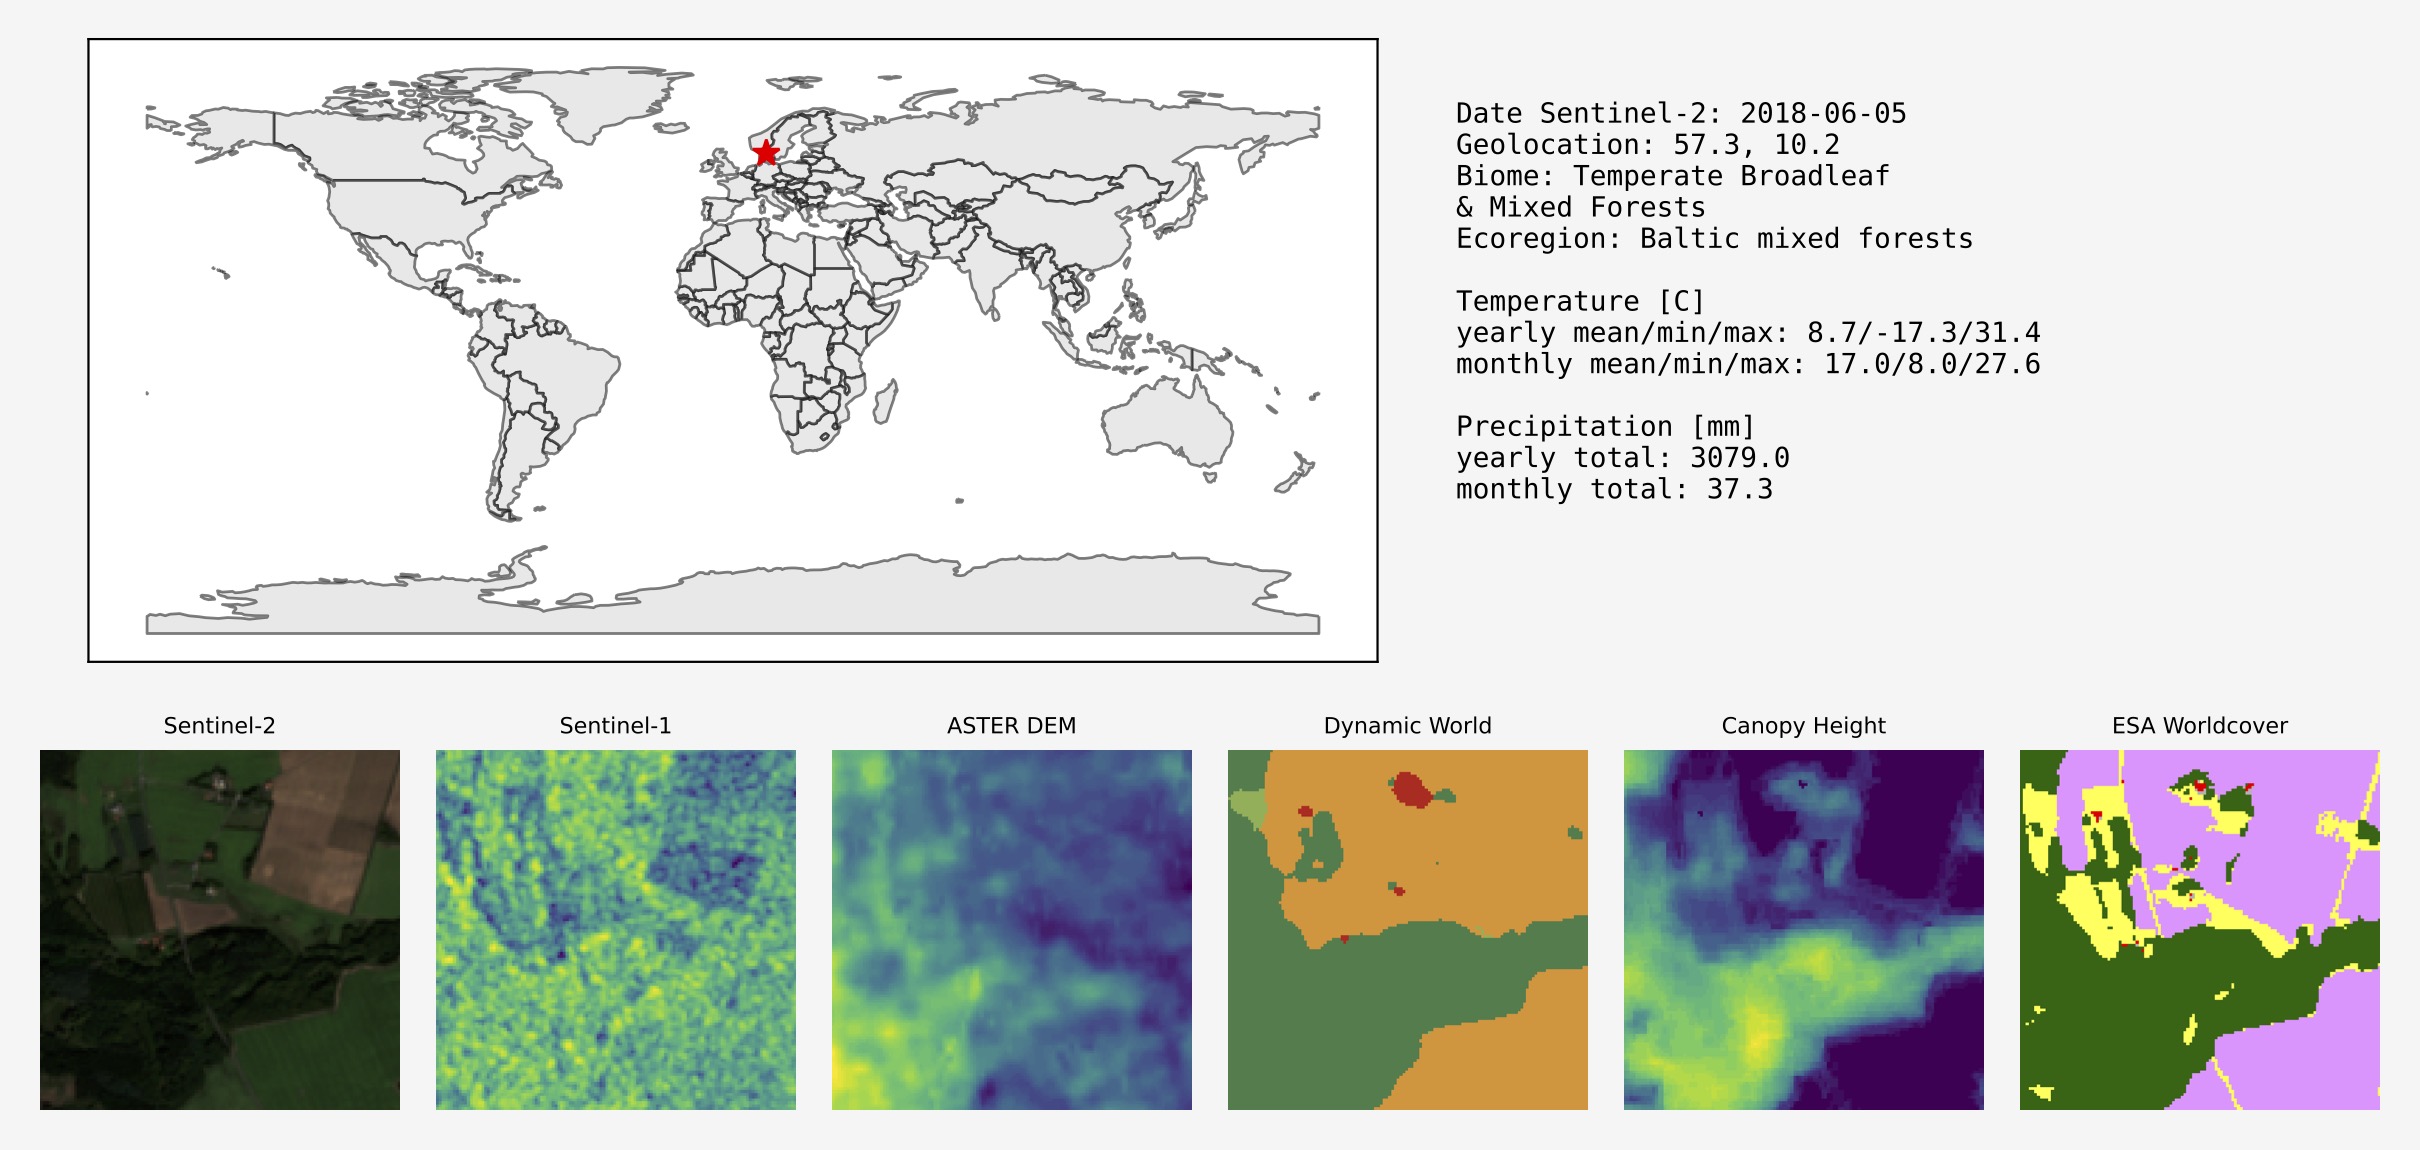 Date Sentinel-2: 2018-06-05
Geolocation: 57.3, 10.2
Biome: Temperate Broadleaf
& Mixed Forests
Ecoregion: Baltic mixed forests
Temperature [C]
yearly mean/min/max: 8.7/-17.3/31.4
monthly mean/min/max: 17.0/8.0/27.6
Precipitation [mm]
yearly total: 3079.0
monthly total: 37.3
Sentinel-2
Sentinel-1
ASTER DEM
Dynamic World
Canopy Height
ESA Worldcover